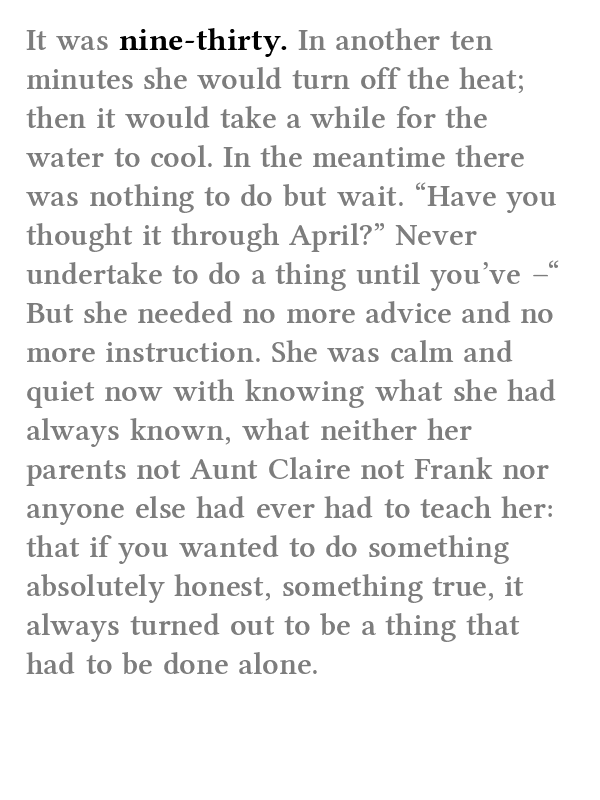 It was nine-thirty. In another ten
minutes she would turn off the heat;
then it would take a while for the
water to cool. In the meantime there
was nothing to do but wait. “Have you
thought it through April?” Never
undertake to do a thing until you’ve –“
But she needed no more advice and no
more instruction. She was calm and
quiet now with knowing what she had
always known, what neither her
parents not Aunt Claire not Frank nor
anyone else had ever had to teach her:
that if you wanted to do something
absolutely honest, something true, it
always turned out to be a thing that
had to be done alone.